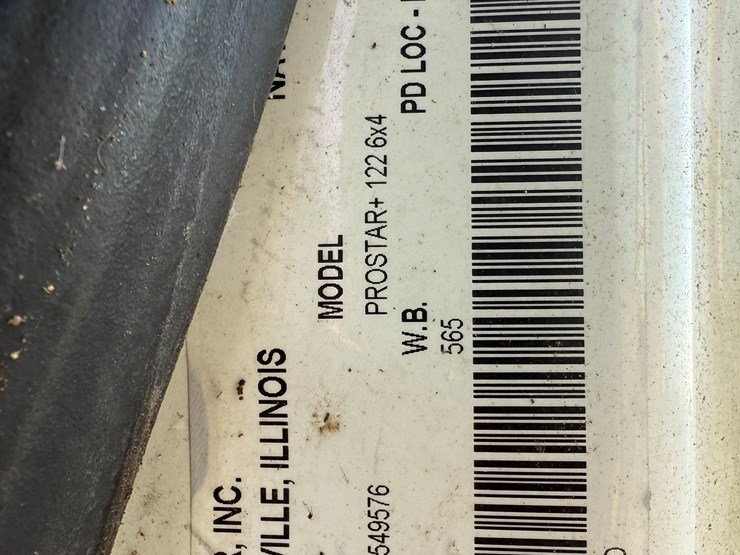 , INC.
VILLE, ILLINOIS
MODEL
549576
PROSTAR+ 122 6x4
W.B.
PD LOC -
565